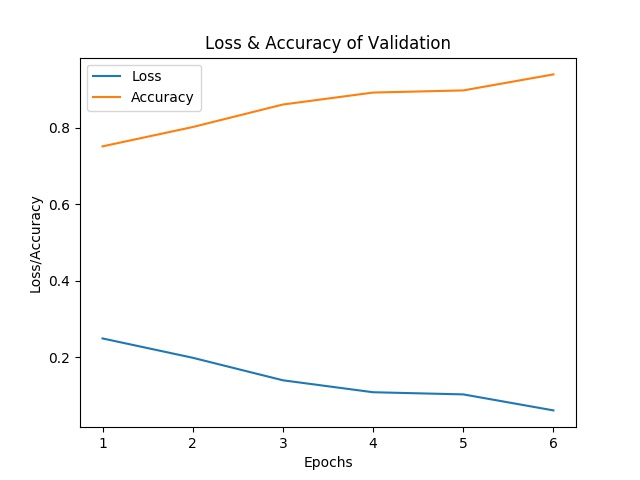 Loss & Accuracy of Validation
Loss
Accuracy
Loss/Accuracy
0.8
0.6
0.4
0.2
1 2 3 4 5 6
Epochs